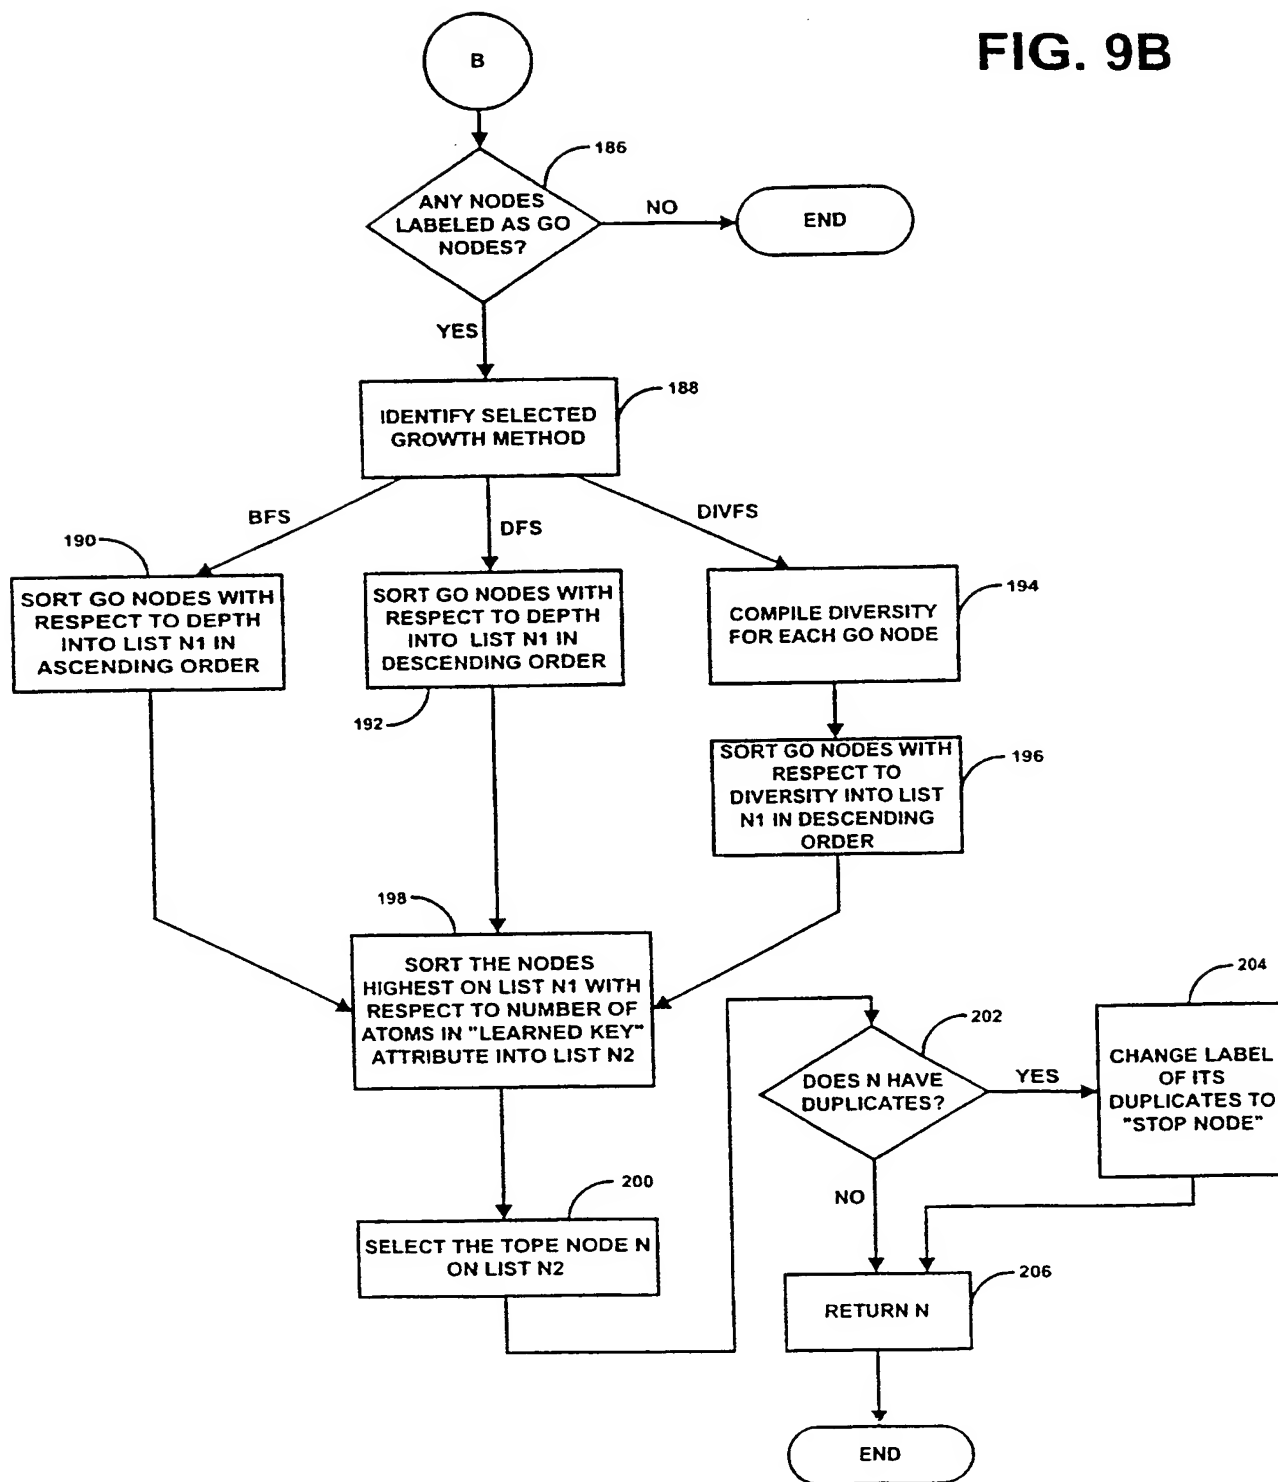 FIG. 9B
B
186
ANY NODES
LABELED AS GO
NODES?
NO
END
YES
188
IDENTIFY SELECTED
GROWTH METHOD
BFS
DFS
DIVFS
190
SORT GO NODES WITH
RESPECT TO DEPTH
INTO LIST N1 IN
ASCENDING ORDER
SORT GO NODES WITH
RESPECT TO DEPTH
INTO LIST N1 IN
DESCENDING ORDER
192
194
COMPILE DIVERSITY
FOR EACH GO NODE
196
SORT GO NODES WITH
RESPECT TO
DIVERSITY INTO LIST
N1 IN DESCENDING
ORDER
198
SORT THE NODES
HIGHEST ON LIST N1 WITH
RESPECT TO NUMBER OF
ATOMS IN "LEARNED KEY"
ATTRIBUTE INTO LIST N2
200
SELECT THE TOPE NODE N
ON LIST N2
202
DOES N HAVE
DUPLICATES?
YES
204
CHANGE LABEL
OF ITS
DUPLICATES TO
"STOP NODE"
NO
206
RETURN N
END